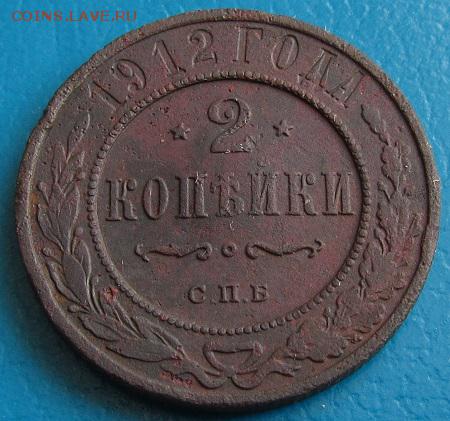 COINS.LAVE.RU
1912 ГОДА
2
КОПѢЙКИ
С.П.Б